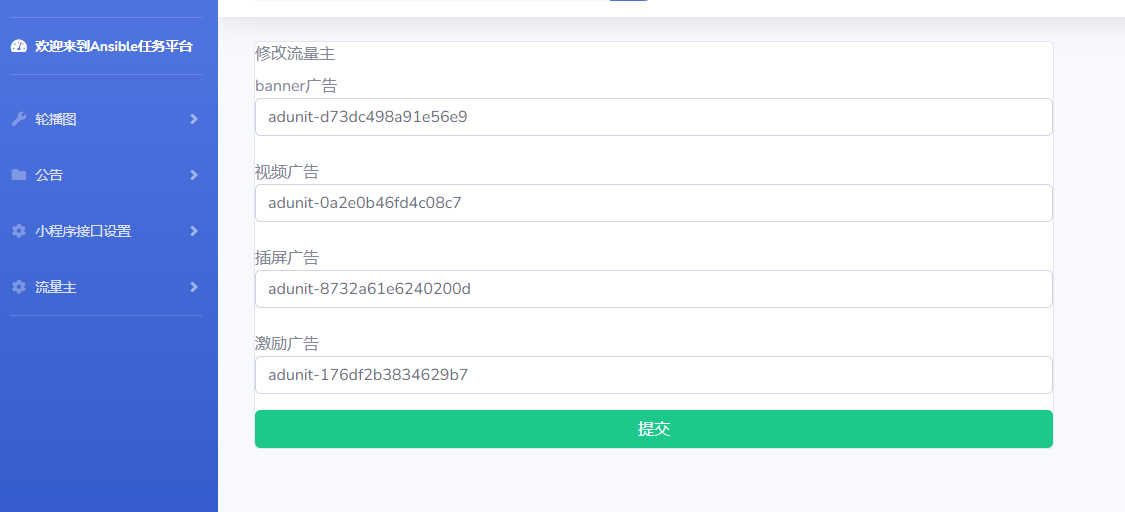 欢迎来到Ansible任务平台
轮播图
公告
小程序接口设置
流量主
修改流量主
banner广告
adunit-d73dc498a91e56e9
视频广告
adunit-0a2e0b46fd4c08c7
插屏广告
adunit-8732a61e6240200d
激励广告
adunit-176df2b3834629b7
提交